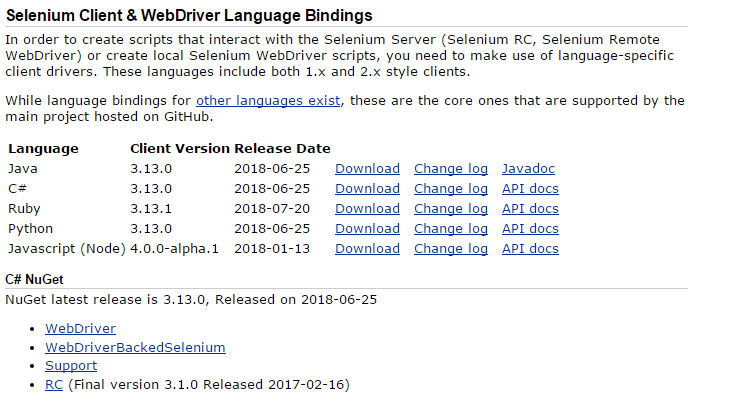 Selenium Client & WebDriver Language Bindings
In order to create scripts that interact with the Selenium Server (Selenium RC, Selenium Remote
WebDriver) or create local Selenium WebDriver scripts, you need to make use of language-specific
client drivers. These languages include both 1.x and 2.x style clients.
While language bindings for other languages exist, these are the core ones that are supported by the
main project hosted on GitHub.
Language Client Version Release Date
Java 3.13.0 2018-06-25 Download Change log Javadoc
C# 3.13.0 2018-06-25 Download Change log API docs
Ruby 3.13.1 2018-07-20 Download Change log API docs
Python 3.13.0 2018-06-25 Download Change log API docs
Javascript (Node) 4.0.0-alpha.1 2018-01-13 Download Change log API docs
C# NuGet
NuGet latest release is 3.13.0, Released on 2018-06-25
• WebDriver
• WebDriverBackedSelenium
• Support
• RC (Final version 3.1.0 Released 2017-02-16)